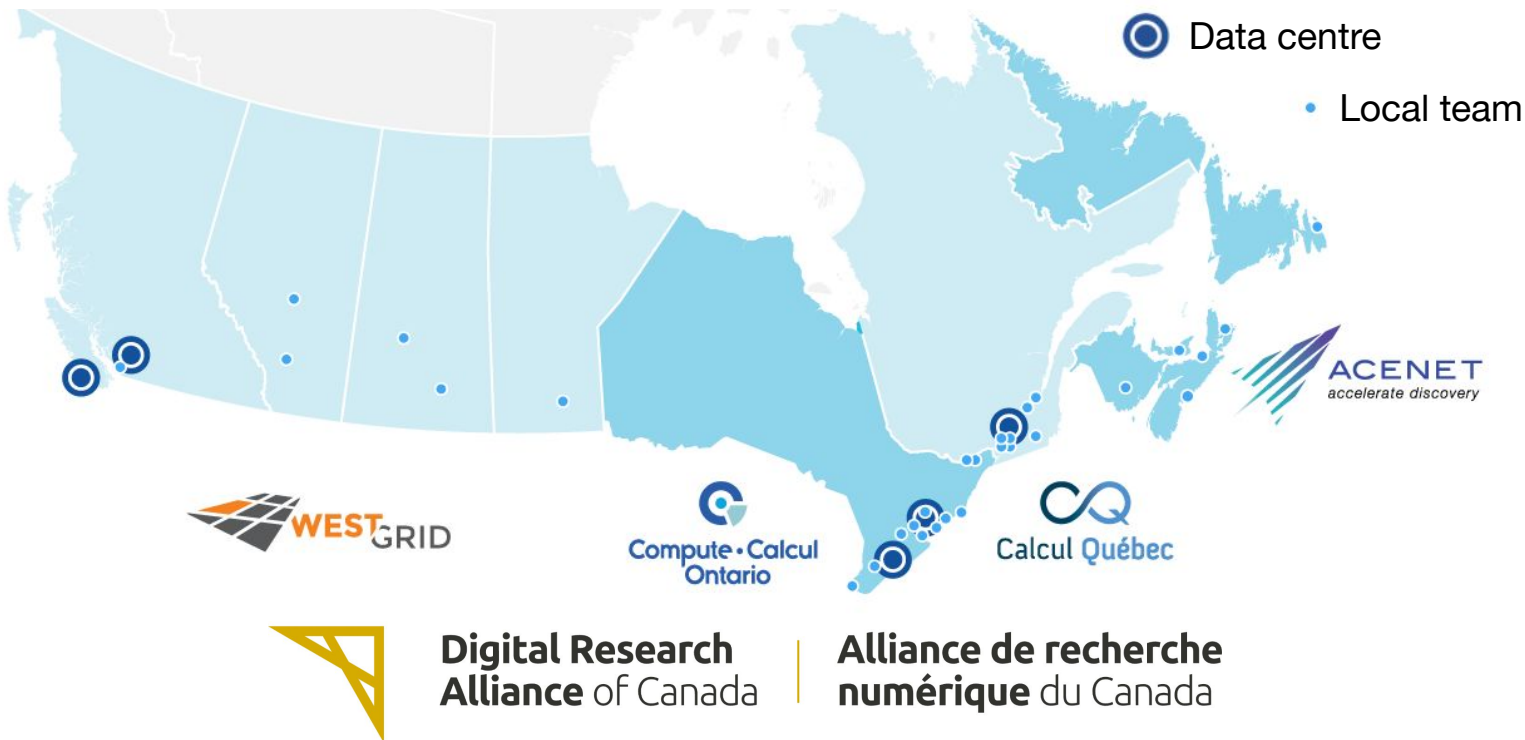 Data centre
Local team
ACENET
accelerate discovery
WESTGRID
Compute • Calcul
Ontario
Calcul Québec
Digital Research
Alliance of Canada
Alliance de recherche
numérique du Canada